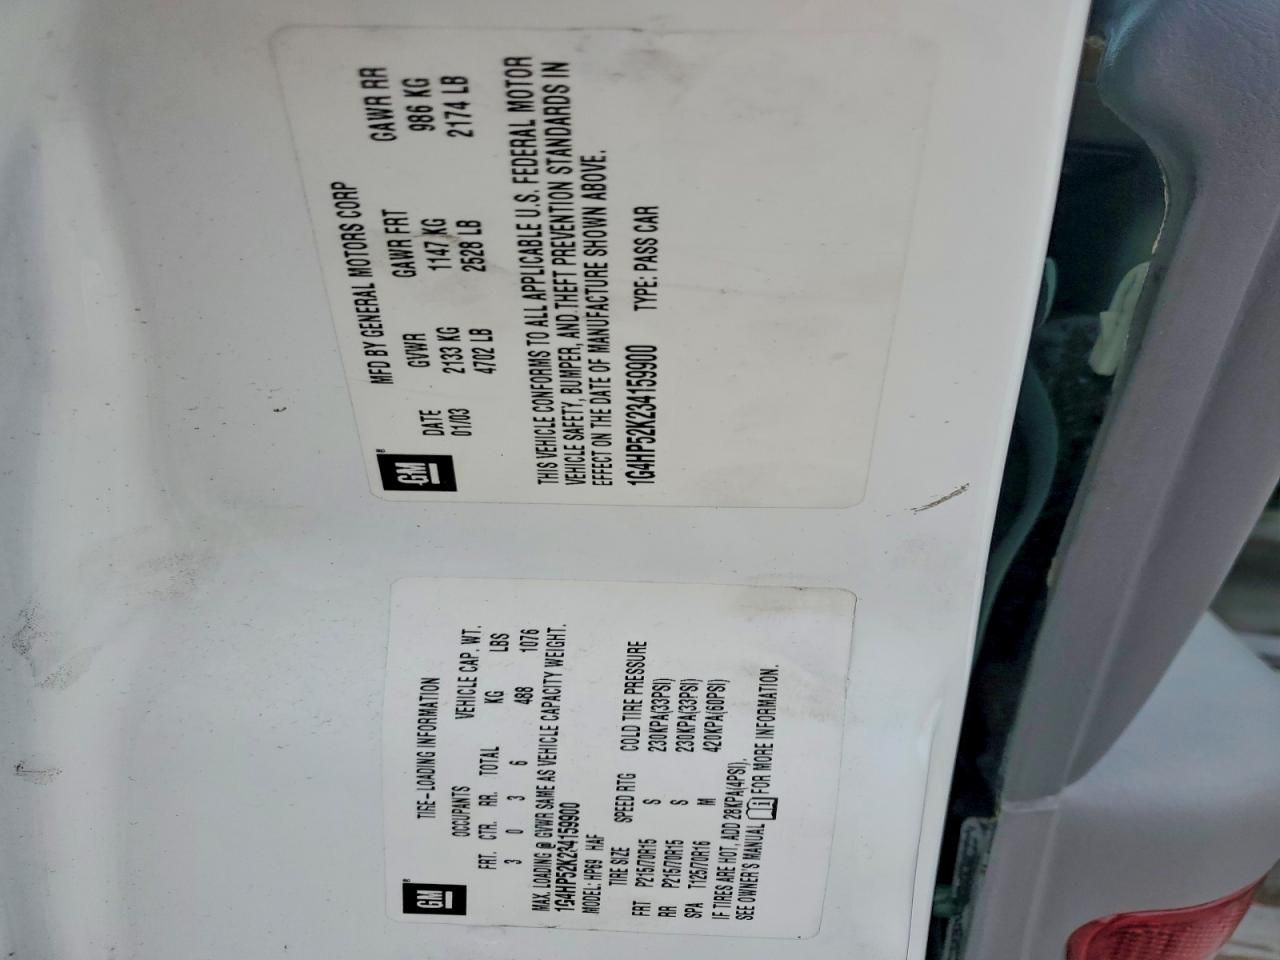 GM
TIRE-LOADING INFORMATION
OCCUPANTS VEHICLE CAP. WT.
FRT. CTR. RR. TOTAL KG LBS
3 0 3 6 488 1076
MAX. LOADING @ GVWR SAME AS VEHICLE CAPACITY WEIGHT.
1G4HP52K234159900
MODEL: HP69 HAF
TIRE SIZE SPEED RTG COLD TIRE PRESSURE
FRT P215/70R15 S 230KPA(33PSI)
RR P215/70R15 S 230KPA(33PSI)
SPA T125/70R16 M 420KPA(60PSI)
IF TIRES ARE HOT, ADD 28KPA(4PSI).
SEE OWNER'S MANUAL FOR MORE INFORMATION.
GM®
MFD BY GENERAL MOTORS CORP
DATE GVWR GAWR FRT GAWR RR
01/03 2133 KG 1147 KG 986 KG
4702 LB 2528 LB 2174 LB
THIS VEHICLE CONFORMS TO ALL APPLICABLE U.S. FEDERAL MOTOR
VEHICLE SAFETY, BUMPER, AND THEFT PREVENTION STANDARDS IN
EFFECT ON THE DATE OF MANUFACTURE SHOWN ABOVE.
1G4HP52K234159900 TYPE: PASS CAR